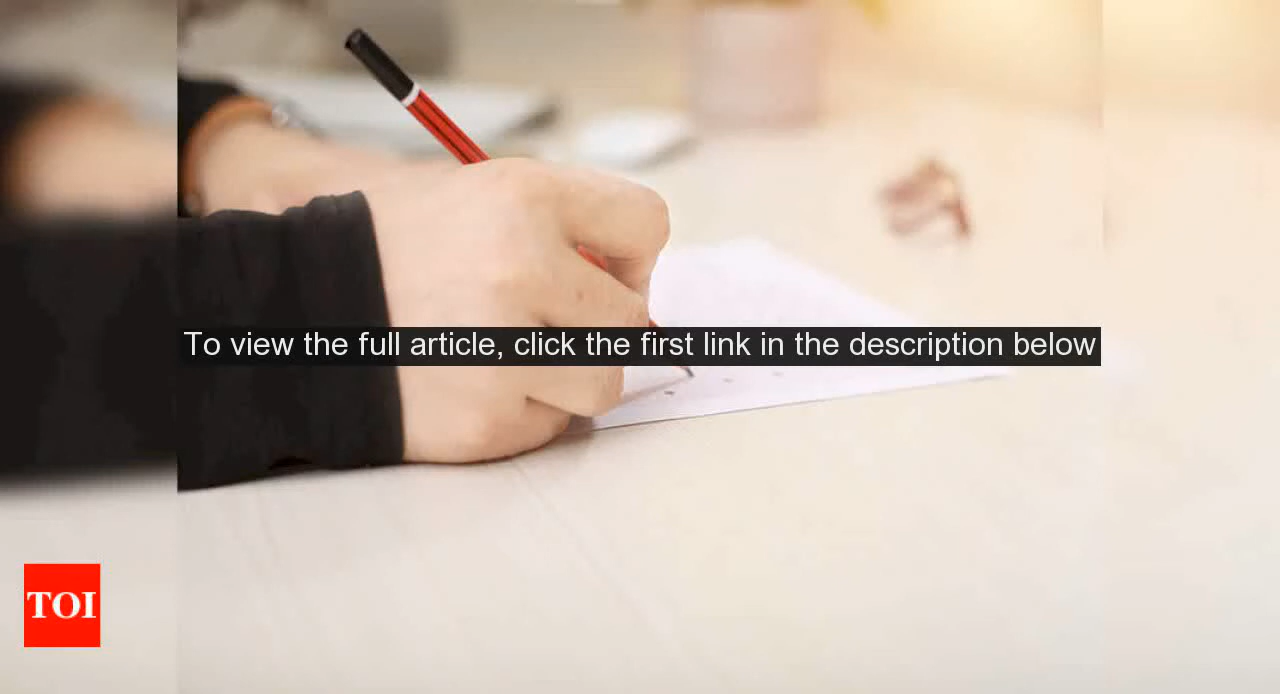 To view the full article, click the first link in the description below
TOI